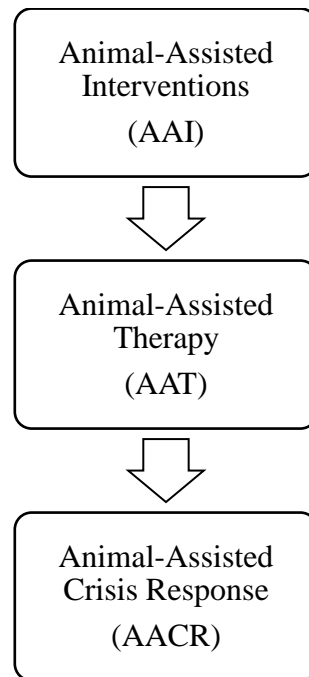 Animal-Assisted
Interventions
(AAI)
Animal-Assisted
Therapy
(AAT)
Animal-Assisted
Crisis Response
(AACR)